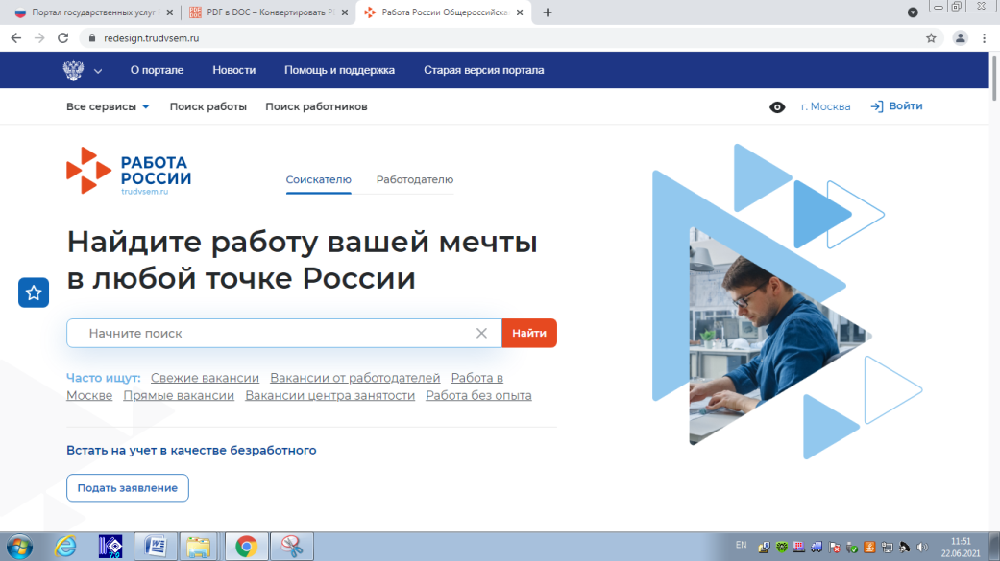 Портал государственных услуг
PDF в DOC – Конвертировать P
Работа России Общероссийска
redesign.trudvsem.ru
О портале Новости Помощь и поддержка Старая версия портала
Все сервисы Поиск работы Поиск работников г. Москва Войти
РАБОТА
РОССИИ
trudvsem.ru
Соискателю Работодателю
Найдите работу вашей мечты
в любой точке России
Начните поиск Найти
Часто ищут: Свежие вакансии Вакансии от работодателей Работа в
Москве Прямые вакансии Вакансии центра занятости Работа без опыта
Встать на учет в качестве безработного
Подать заявление
EN
11:51
22.06.2021